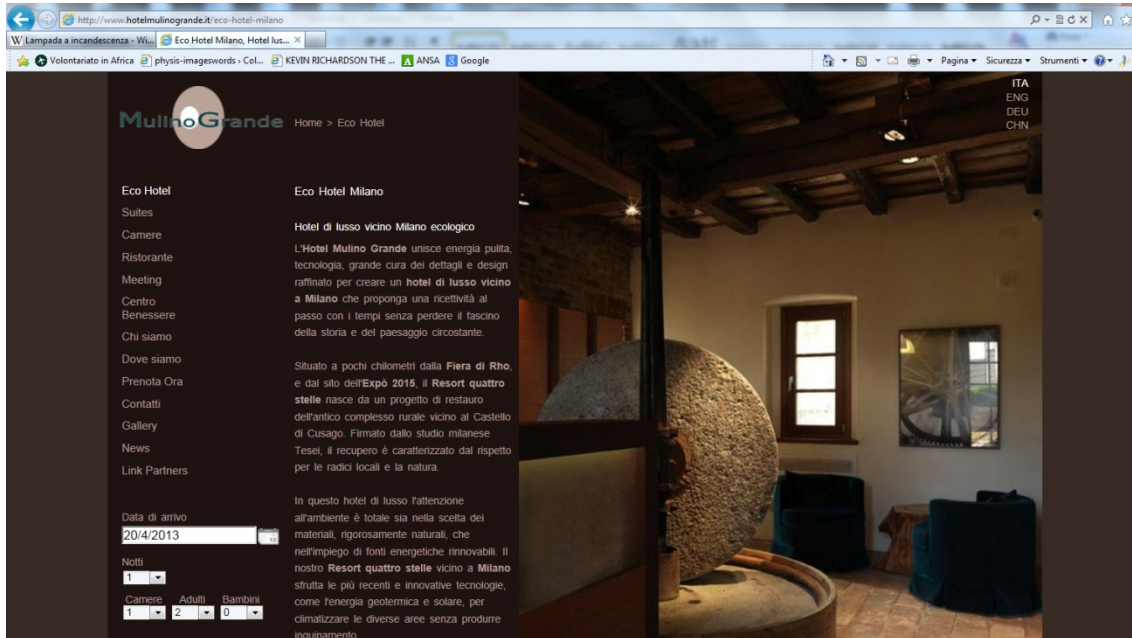 http://www.hotelmulinogrande.it/eco-hotel-milano
W Lampada a incandescenza - Wi...
Eco Hotel Milano, Hotel lus...
Volontariato in Africa
physis-imageswords › Col...
KEVIN RICHARDSON THE ...
ANSA
Google
Pagina
Sicurezza
Strumenti
ITA
ENG
DEU
CHN
MulinoGrande
Home > Eco Hotel
Eco Hotel
Suites
Camere
Ristorante
Meeting
Centro
Benessere
Chi siamo
Dove siamo
Prenota Ora
Contatti
Gallery
News
Link Partners
Data di arrivo
20/4/2013
Notti
1
Camere Adulti Bambini
1 2 0
Eco Hotel Milano
Hotel di lusso vicino Milano ecologico
L'Hotel Mulino Grande unisce energia pulita,
tecnologia, grande cura dei dettagli e design
raffinato per creare un hotel di lusso vicino
a Milano che proponga una ricettività al
passo con i tempi senza perdere il fascino
della storia e del paesaggio circostante.
Situato a pochi chilometri dalla Fiera di Rho,
e dal sito dell'Expò 2015, il Resort quattro
stelle nasce da un progetto di restauro
dell'antico complesso rurale vicino al Castello
di Cusago. Firmato dallo studio milanese
Tesei, il recupero è caratterizzato dal rispetto
per le radici locali e la natura.
In questo hotel di lusso l'attenzione
all'ambiente è totale sia nella scelta dei
materiali, rigorosamente naturali, che
nell'impiego di fonti energetiche rinnovabili. Il
nostro Resort quattro stelle vicino a Milano
sfrutta le più recenti e innovative tecnologie,
come l'energia geotermica e solare, per
climatizzare le diverse aree senza produrre
inquinamento